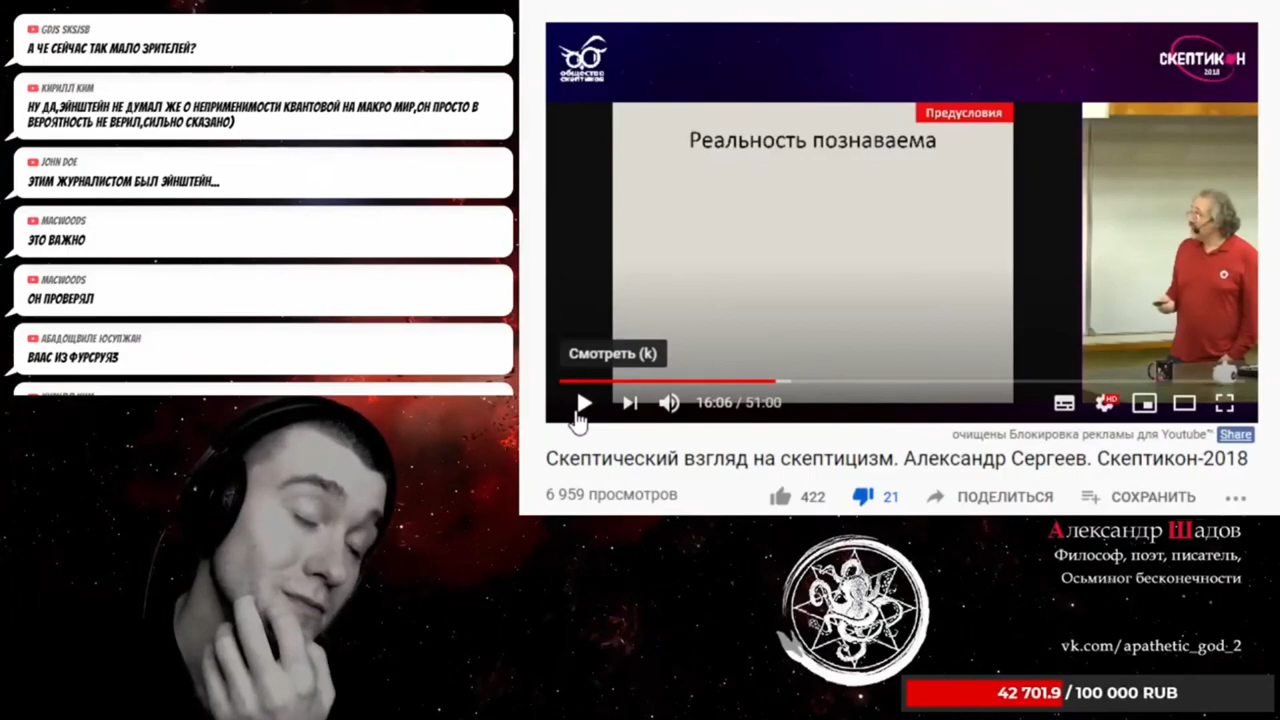 GDJS SKSJSB
А ЧЕ СЕЙЧАС ТАК МАЛО ЗРИТЕЛЕЙ?
КИРИЛЛ КИМ
НУ ДА,ЭЙНШТЕЙН НЕ ДУМАЛ ЖЕ О НЕПРИМЕНИМОСТИ КВАНТОВОЙ НА МАКРО МИР,ОН ПРОСТО В
ВЕРОЯТНОСТЬ НЕ ВЕРИЛ,СИЛЬНО СКАЗАНО)
JOHN DOE
ЭТИМ ЖУРНАЛИСТОМ БЫЛ ЭЙНШТЕЙН...
MACWOODS
ЭТО ВАЖНО
MACWOODS
ОН ПРОВЕРЯЛ
АБАДОЩВИЛЕ ЮСУПЖАН
ВААС ИЗ ФУРСРУЯЗ
общество
скептиков
СКЕПТИКОН
2018
Предусловия
Реальность познаваема
Смотреть (k)
16:06 / 51:00
HD
очищены Блокировка рекламы для Youtube™ Share
Скептический взгляд на скептицизм. Александр Сергеев. Скептикон-2018
6 959 просмотров
422
21
ПОДЕЛИТЬСЯ
СОХРАНИТЬ
Александр Шадов
Философ, поэт, писатель,
Осьминог бесконечности
vk.com/apathetic_god_2
42 701.9 / 100 000 RUB